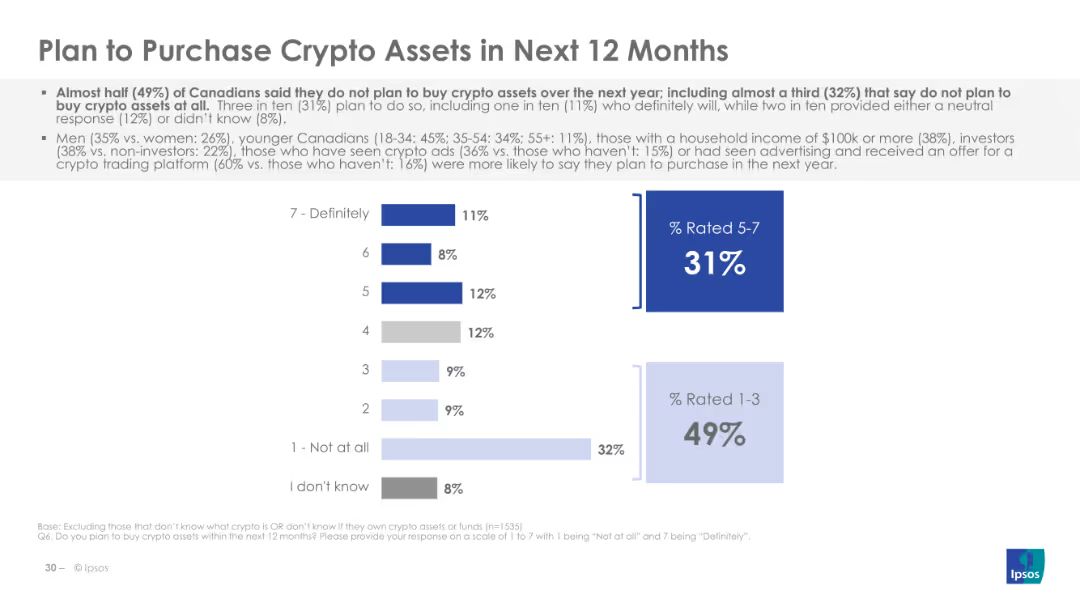 Plan to Purchase Crypto Assets in Next 12 Months
▪ Almost half (49%) of Canadians said they do not plan to buy crypto assets over the next year; including almost a third (32%) that say do not plan to
buy crypto assets at all. Three in ten (31%) plan to do so, including one in ten (11%) who definitely will, while two in ten provided either a neutral
response (12%) or didn't know (8%).
▪ Men (35% vs. women: 26%), younger Canadians (18-34: 45%; 35-54: 34%; 55+: 11%), those with a household income of $100k or more (38%), investors
(38% vs. non-investors: 22%), those who have seen crypto ads (36% vs. those who haven't: 15%) or had seen advertising and received an offer for a
crypto trading platform (60% vs. those who haven't: 16%) were more likely to say they plan to purchase in the next year.
7 - Definitely 11%
6 8%
5 12%
4 12%
3 9%
2 9%
1 - Not at all 32%
I don't know 8%
% Rated 5-7
31%
% Rated 1-3
49%
Base: Excluding those that don't know what crypto is OR don't know if they own crypto assets or funds (n=1535)
Q6. Do you plan to buy crypto assets within the next 12 months? Please provide your response on a scale of 1 to 7 with 1 being "Not at all" and 7 being "Definitely".
30 – © Ipsos
Ipsos